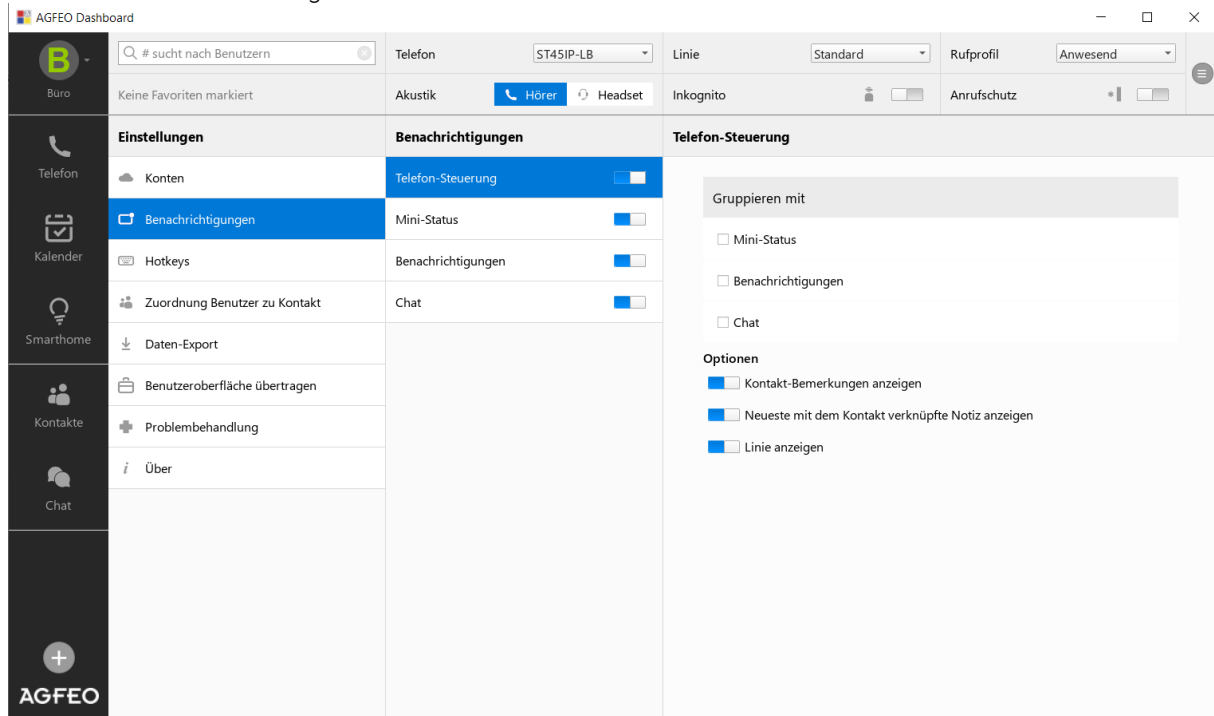 AGFEO Dashboard
B
Büro
# sucht nach Benutzern
Keine Favoriten markiert
Telefon
ST45IP-LB
Akustik
Hörer
Headset
Linie
Standard
Inkognito
Rufprofil
Anwesend
Anrufschutz
Telefon
Kalender
Smarthome
Kontakte
Chat
AGFEO
Einstellungen
Konten
Benachrichtigungen
Hotkeys
Zuordnung Benutzer zu Kontakt
Daten-Export
Benutzeroberfläche übertragen
Problembehandlung
i Über
Benachrichtigungen
Telefon-Steuerung
Mini-Status
Benachrichtigungen
Chat
Telefon-Steuerung
Gruppieren mit
Mini-Status
Benachrichtigungen
Chat
Optionen
Kontakt-Bemerkungen anzeigen
Neueste mit dem Kontakt verknüpfte Notiz anzeigen
Linie anzeigen